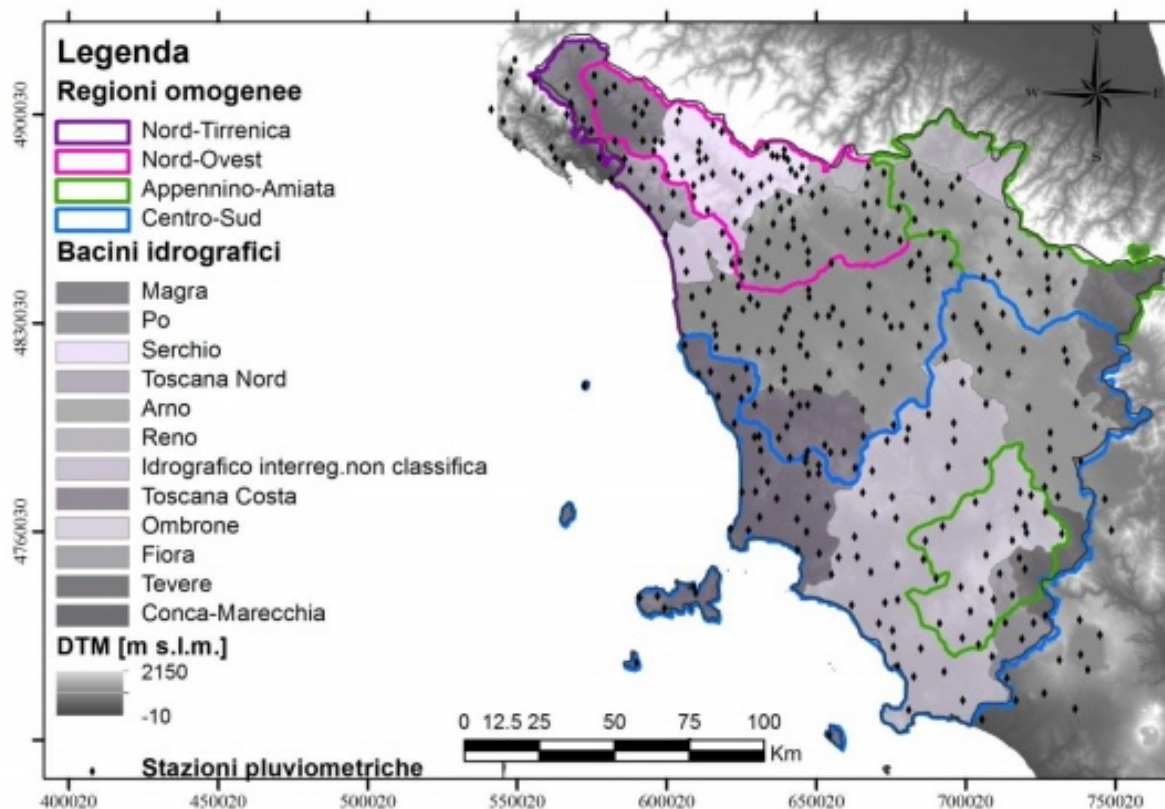 Legenda
Regioni omogenee
Nord-Tirrenica
Nord-Ovest
Appennino-Amiata
Centro-Sud
Bacini idrografici
Magra
Po
Serchio
Toscana Nord
Arno
Reno
Idrografico interreg.non classifica
Toscana Costa
Ombrone
Fiora
Tevere
Conca-Marecchia
DTM [m s.l.m.]
2150
-10
Stazioni pluviometriche
N
W E
S
0 12.5 25 50 75 100
Km
4900030
4830030
4760030
400020 450020 500020 550020 600020 650020 700020 750020